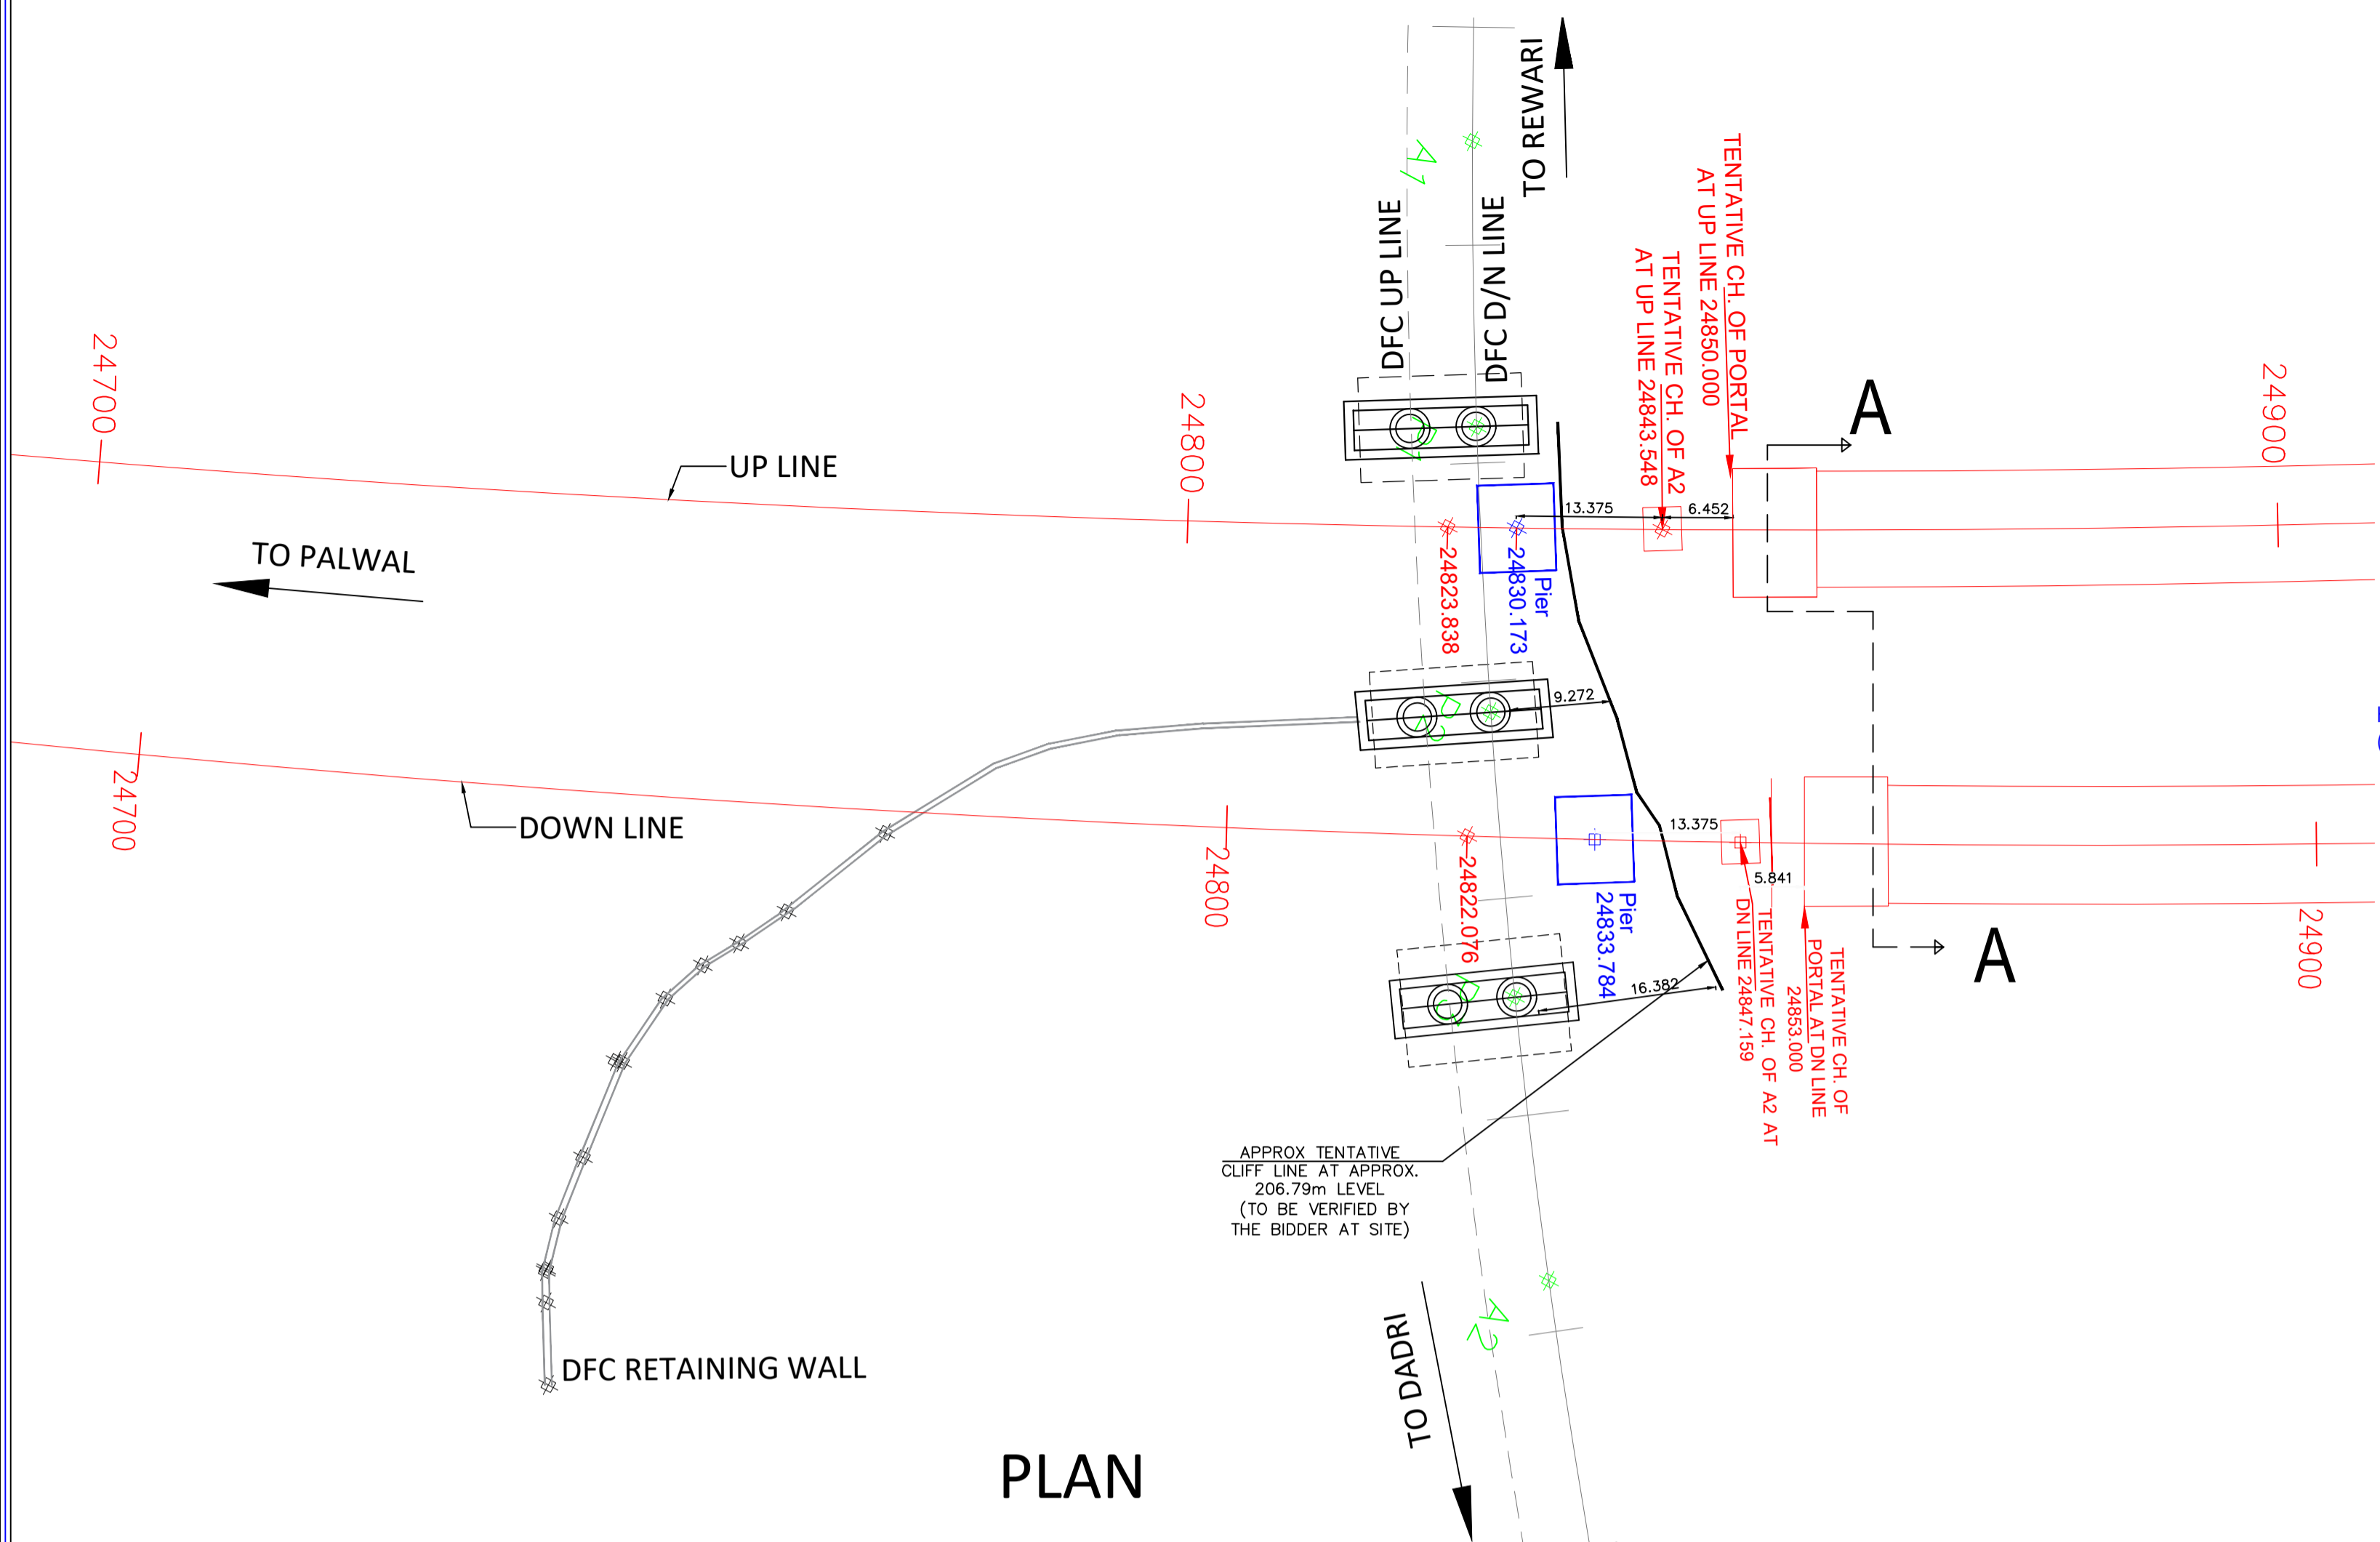 TO REWARI
A1
DFC UP LINE
DFC D/N LINE
TENTATIVE CH. OF PORTAL
AT UP LINE 24850.000
TENTATIVE CH. OF A2
AT UP LINE 24843.548
A
24700
24800
24900
UP LINE
P1
13.375
6.452
TO PALWAL
24823.838
Pier
24830.173
9.272
P2
24700
DOWN LINE
24800
24822.076
Pier
24833.784
13.375
5.841
24900
A
TENTATIVE CH. OF A2 AT
DN LINE 24847.159
TENTATIVE CH. OF
PORTAL AT DN LINE
24853.000
16.382
APPROX TENTATIVE
CLIFF LINE AT APPROX.
206.79m LEVEL
(TO BE VERIFIED BY
THE BIDDER AT SITE)
A2
TO DADRI
DFC RETAINING WALL
PLAN